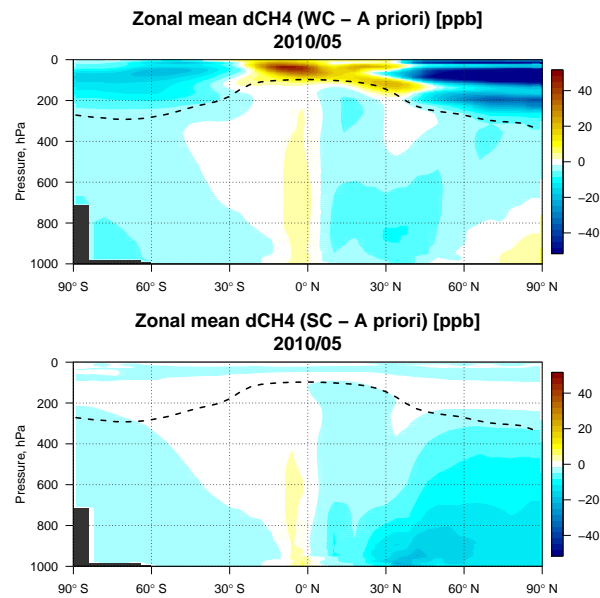 Zonal mean dCH4 (WC − A priori) [ppb]
2010/05
0
200
400
600
800
1000
Pressure, hPa
90° S
60° S
30° S
0° N
30° N
60° N
90° N
40
20
0
−20
−40
Zonal mean dCH4 (SC − A priori) [ppb]
2010/05
0
200
400
600
800
1000
Pressure, hPa
90° S
60° S
30° S
0° N
30° N
60° N
90° N
40
20
0
−20
−40